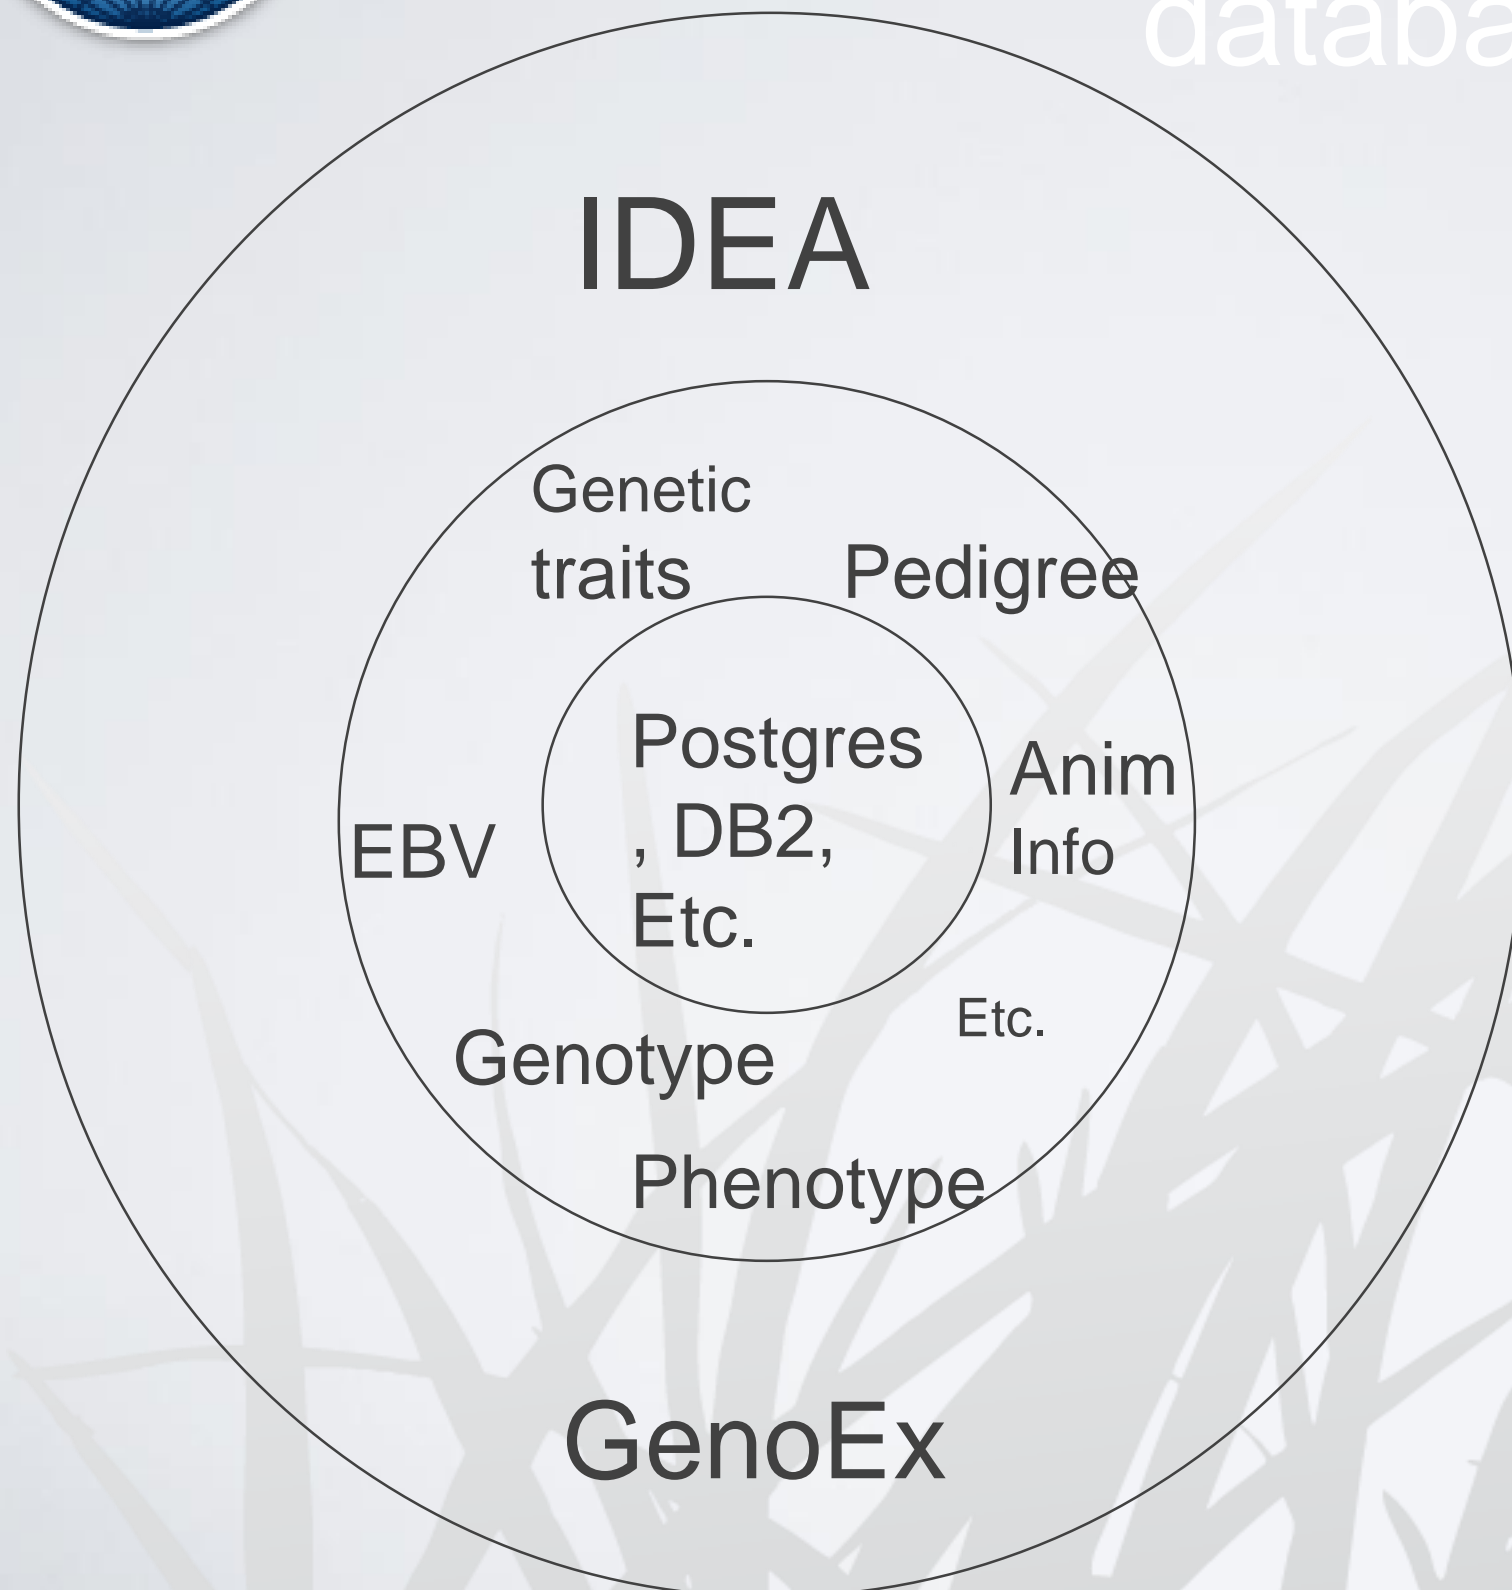 IDEA
Genetic
traits
Pedigree
Postgres
, DB2,
Etc.
Anim
Info
EBV
Etc.
Genotype
Phenotype
GenoEx